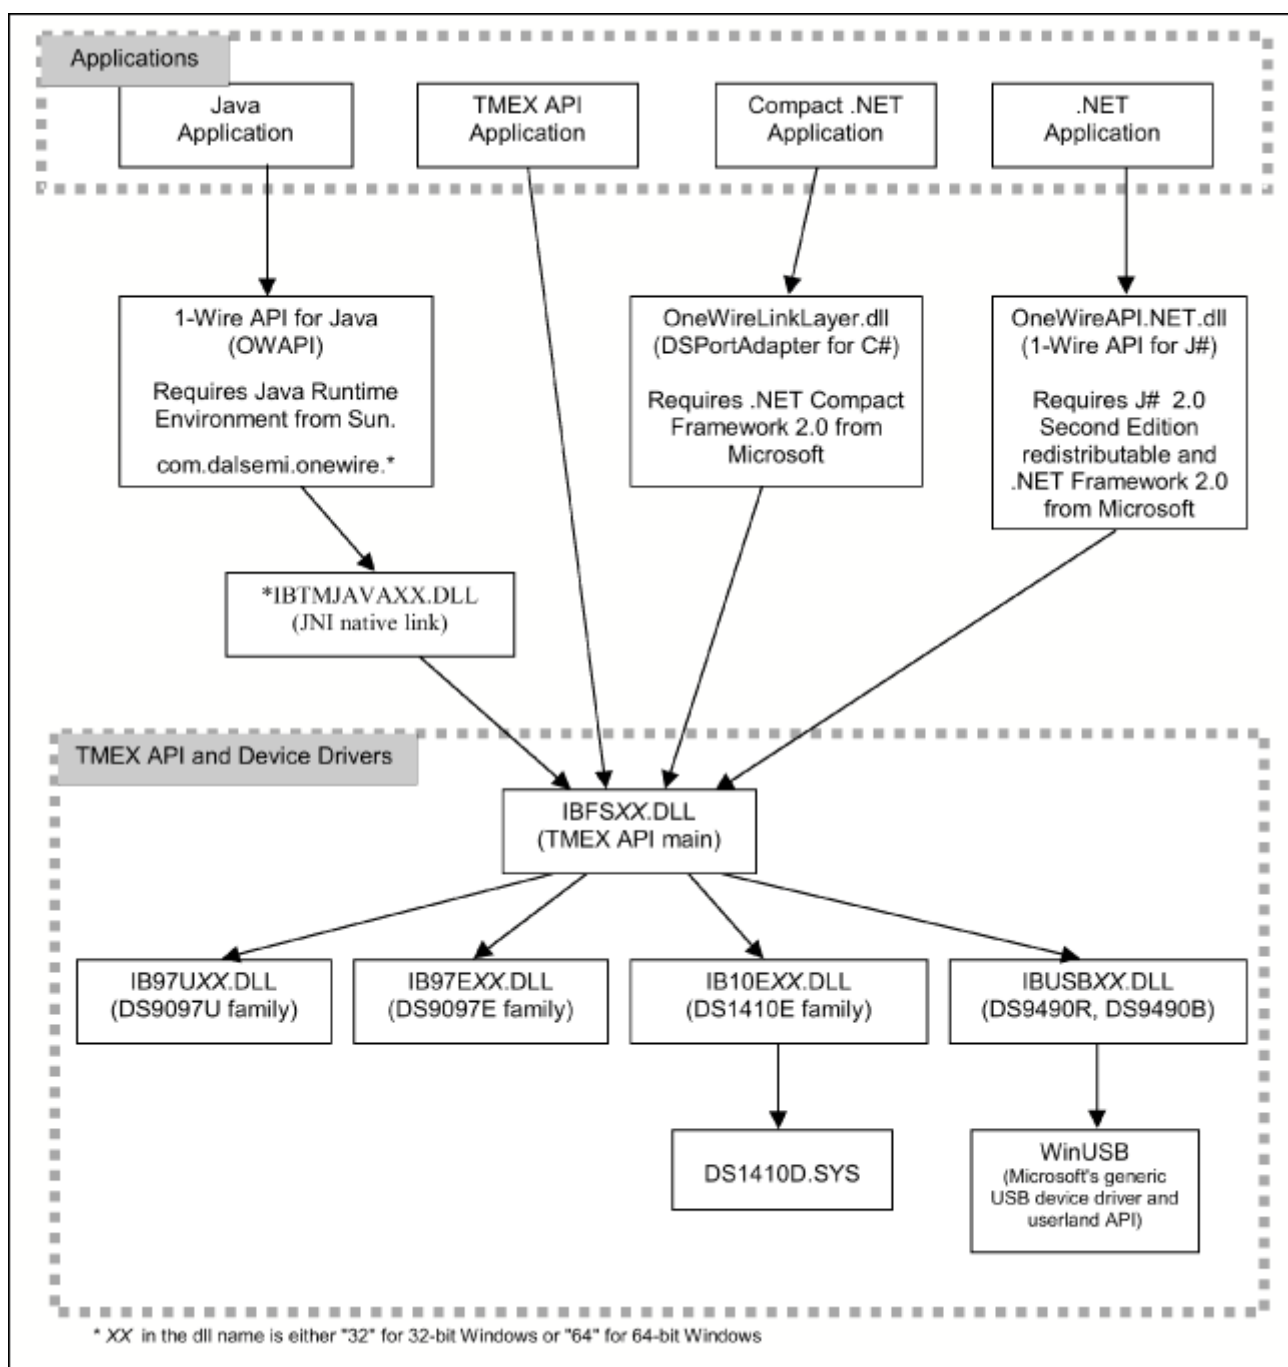 Applications
Java
Application
TMEX API
Application
Compact .NET
Application
.NET
Application
1-Wire API for Java
(OWAPI)
Requires Java Runtime
Environment from Sun.
com.dalsemi.onewire.*
OneWireLinkLayer.dll
(DSPortAdapter for C#)
Requires .NET Compact
Framework 2.0 from
Microsoft
OneWireAPI.NET.dll
(1-Wire API for J#)
Requires J# 2.0
Second Edition
redistributable and
.NET Framework 2.0
from Microsoft
*IBTMJAVAXX.DLL
(JNI native link)
TMEX API and Device Drivers
IBFSXX.DLL
(TMEX API main)
IB97UXX.DLL
(DS9097U family)
IB97EXX.DLL
(DS9097E family)
IB10EXX.DLL
(DS1410E family)
IBUSBXX.DLL
(DS9490R, DS9490B)
DS1410D.SYS
WinUSB
(Microsoft's generic
USB device driver and
userland API)
* XX in the dll name is either "32" for 32-bit Windows or "64" for 64-bit Windows